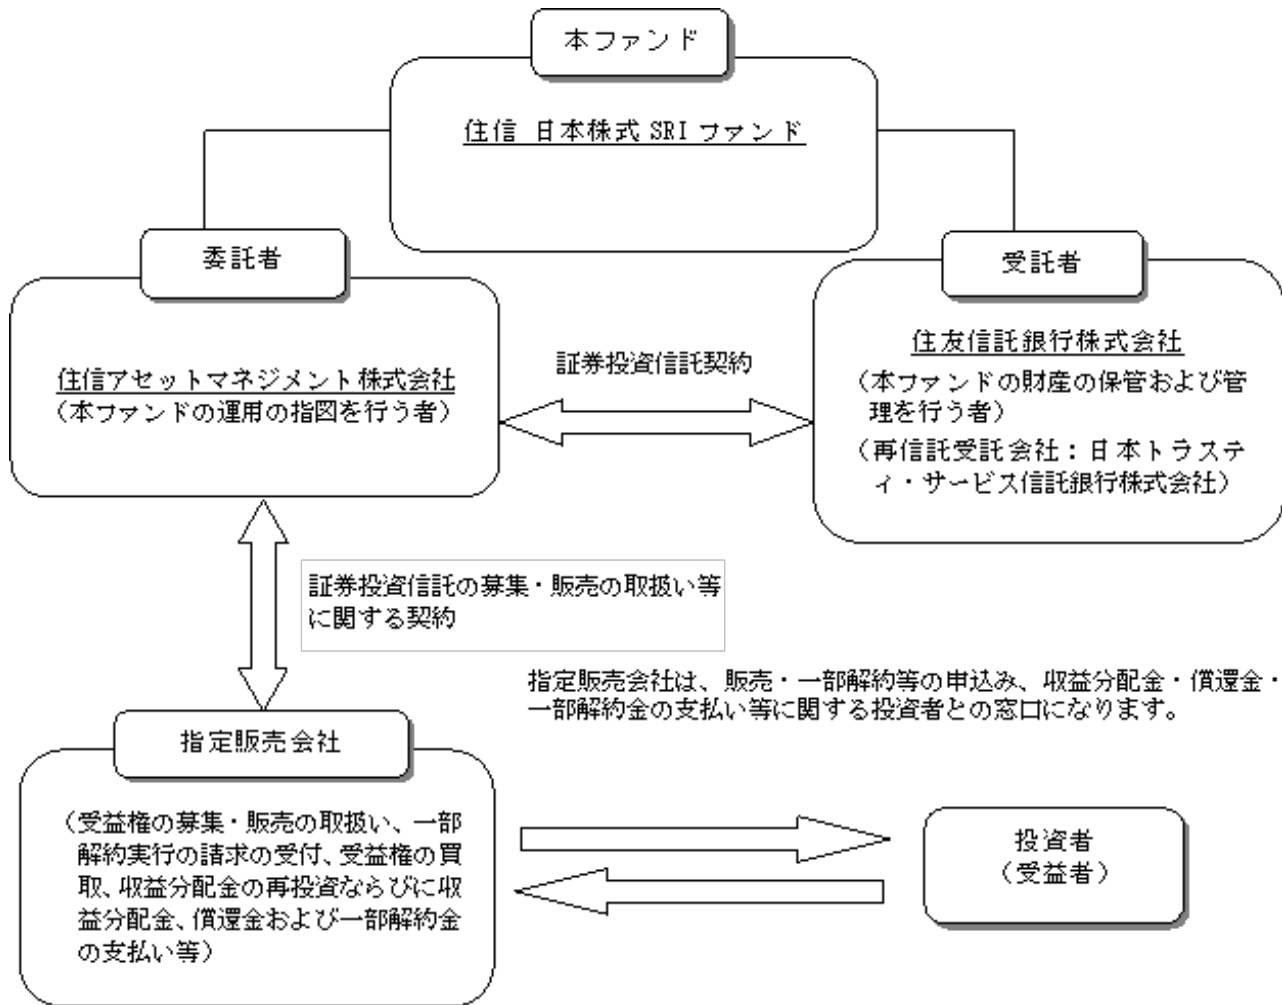 本ファンド
住信 日本株式 SRI ファンド
委託者
住信アセットマネジメント株式会社
（本ファンドの運用の指図を行う者）
証券投資信託契約
受託者
住友信託銀行株式会社
（本ファンドの財産の保管および管
理を行う者）
（再信託受託会社：日本トラステ
ィ・サービス信託銀行株式会社）
証券投資信託の募集・販売の取扱い等
に関する契約
指定販売会社は、販売・一部解約等の申込み、収益分配金・償還金・
一部解約金の支払い等に関する投資者との窓口になります。
指定販売会社
（受益権の募集・販売の取扱い、一部
解約実行の請求の受付、受益権の買
取、収益分配金の再投資ならびに収
益分配金、償還金および一部解約金
の支払い等）
投資者
（受益者）